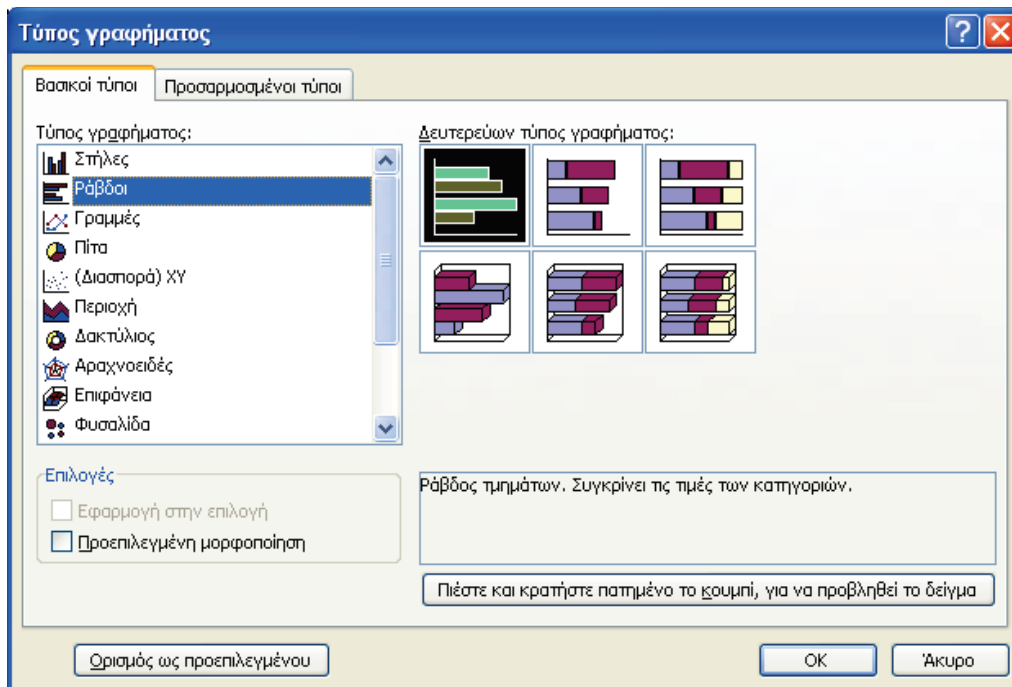 Τύπος γραφήματος
Βασικοί τύποι
Προσαρμοσμένοι τύποι
Τύπος γραφήματος:
Στήλες
Ράβδοι
Γραμμές
Πίτα
(Διασπορά) XY
Περιοχή
Δακτύλιος
Αραχνοειδές
Επιφάνεια
Φυσαλίδα
Δευτερεύων τύπος γραφήματος:
Επιλογές
Εφαρμογή στην επιλογή
Προεπιλεγμένη μορφοποίηση
Ράβδος τμημάτων. Συγκρίνει τις τιμές των κατηγοριών.
Πιέστε και κρατήστε πατημένο το κουμπί, για να προβληθεί το δείγμα
Ορισμός ως προεπιλεγμένου
OK
Άκυρο